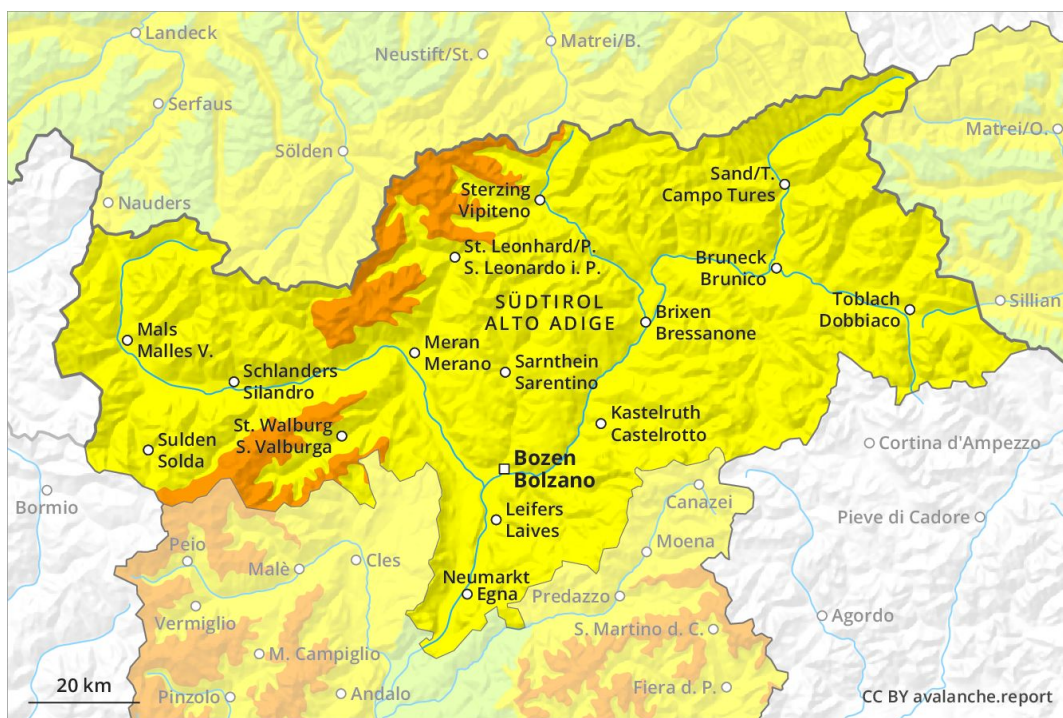 Landeck
Neustift/St.
Matrei/B.
Serfaus
Sölden
Matrei/O.
Nauders
Sterzing
Vipiteno
Sand/T.
Campo Tures
St. Leonhard/P.
S. Leonardo i. P.
Bruneck
Brunico
Toblach
Dobbiaco
Sillian
SÜDTIROL
ALTO ADIGE
Brixen
Bressanone
Mals
Malles V.
Meran
Merano
Sarnthein
Sarentino
Schlanders
Silandro
St. Walburg
S. Valburga
Kastelruth
Castelrotto
Sulden
Solda
Cortina d'Ampezzo
Bozen
Bolzano
Bormio
Canazei
Leifers
Laives
Pieve di Cadore
Peio
Cles
Moena
Malè
Neumarkt
Egna
Predazzo
Vermiglio
S. Martino d. C.
Agordo
M. Campiglio
20 km
Pinzolo
Andalo
Fiera d. P.
CC BY avalanche.report